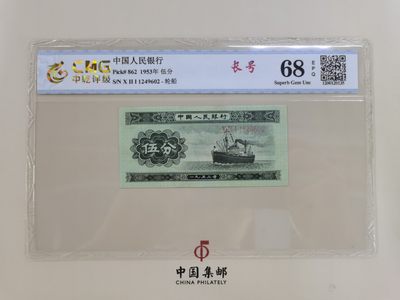 CMG
中乾评级
中国人民银行
Pick# 862 1953年 伍分
S/N X II I 1249602 - 轮船
长号
68
EPQ
Superb Gem Unc
中国人民银行
伍分
一九五三年
中国集邮
CHINA PHILATELY